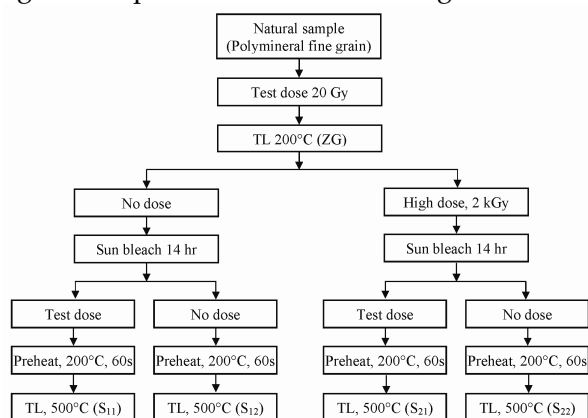 Natural sample
(Polymineral fine grain)
Test dose 20 Gy
TL 200°C (ZG)
No dose
High dose, 2 kGy
Sun bleach 14 hr
Sun bleach 14 hr
Test dose
No dose
Test dose
No dose
Preheat, 200°C, 60s
Preheat, 200°C, 60s
Preheat, 200°C, 60s
Preheat, 200°C, 60s
TL, 500°C (S₁₁)
TL, 500°C (S₁₂)
TL, 500°C (S₂₁)
TL, 500°C (S₂₂)